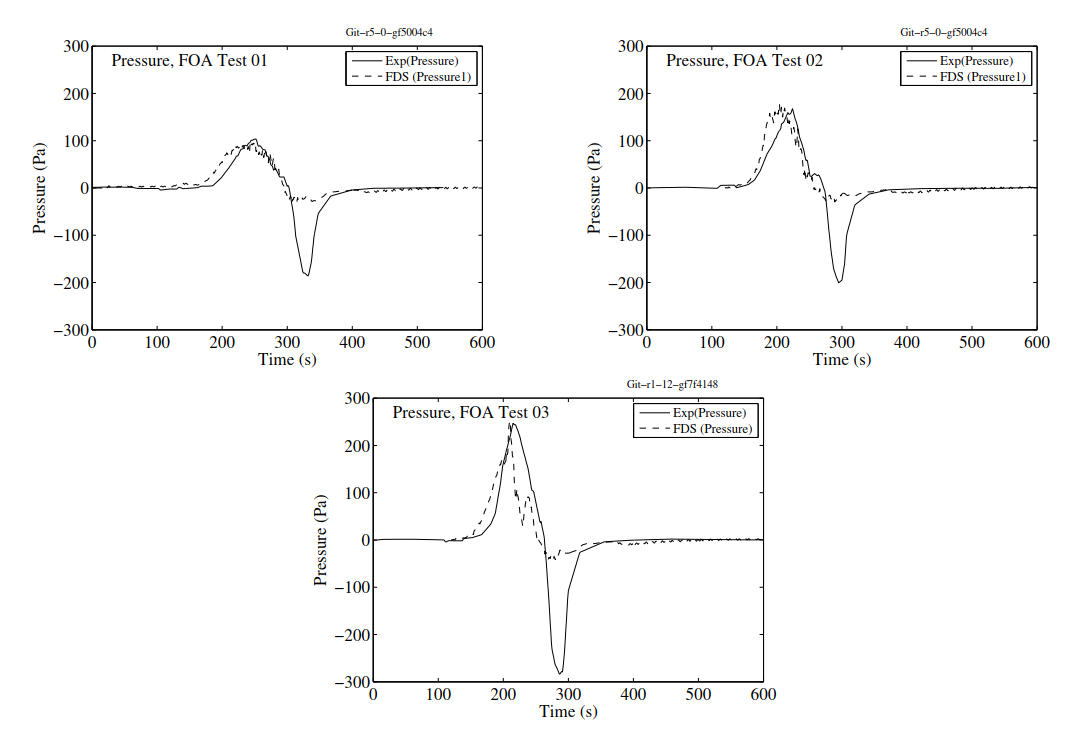 Git−r5−0−gf5004c4
Pressure, FOA Test 01
Exp(Pressure)
FDS (Pressure1)
300
200
100
0
−100
−200
−300
Pressure (Pa)
0 100 200 300 400 500 600
Time (s)
Git−r5−0−gf5004c4
Pressure, FOA Test 02
Exp(Pressure)
FDS (Pressure1)
300
200
100
0
−100
−200
−300
Pressure (Pa)
0 100 200 300 400 500 600
Time (s)
Git−r1−12−gf7f4148
Pressure, FOA Test 03
Exp(Pressure)
FDS (Pressure)
300
200
100
0
−100
−200
−300
Pressure (Pa)
0 100 200 300 400 500 600
Time (s)